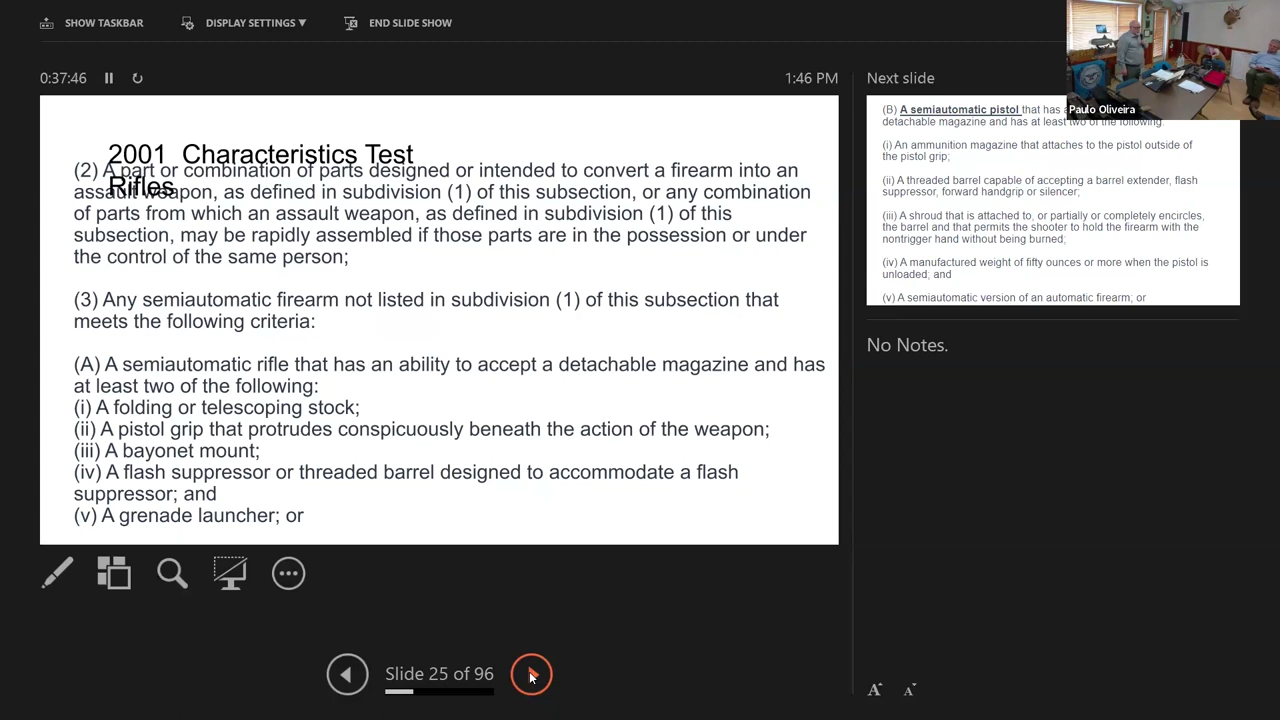 SHOW TASKBAR
DISPLAY SETTINGS ▼
END SLIDE SHOW
0:37:46
1:46 PM
2001 Characteristics Test
Rifles
(2) A part or combination of parts designed or intended to convert a firearm into an
assault weapon, as defined in subdivision (1) of this subsection, or any combination
of parts from which an assault weapon, as defined in subdivision (1) of this
subsection, may be rapidly assembled if those parts are in the possession or under
the control of the same person;
(3) Any semiautomatic firearm not listed in subdivision (1) of this subsection that
meets the following criteria:
(A) A semiautomatic rifle that has an ability to accept a detachable magazine and has
at least two of the following:
(i) A folding or telescoping stock;
(ii) A pistol grip that protrudes conspicuously beneath the action of the weapon;
(iii) A bayonet mount;
(iv) A flash suppressor or threaded barrel designed to accommodate a flash
suppressor; and
(v) A grenade launcher; or
Slide 25 of 96
Next slide
Paulo Oliveira
(B) A semiautomatic pistol that has
detachable magazine and has at least two of the following:
(i) An ammunition magazine that attaches to the pistol outside of
the pistol grip;
(ii) A threaded barrel capable of accepting a barrel extender, flash
suppressor, forward handgrip or silencer;
(iii) A shroud that is attached to, or partially or completely encircles,
the barrel and that permits the shooter to hold the firearm with the
nontrigger hand without being burned;
(iv) A manufactured weight of fifty ounces or more when the pistol is
unloaded; and
(v) A semiautomatic version of an automatic firearm; or
No Notes.
A A